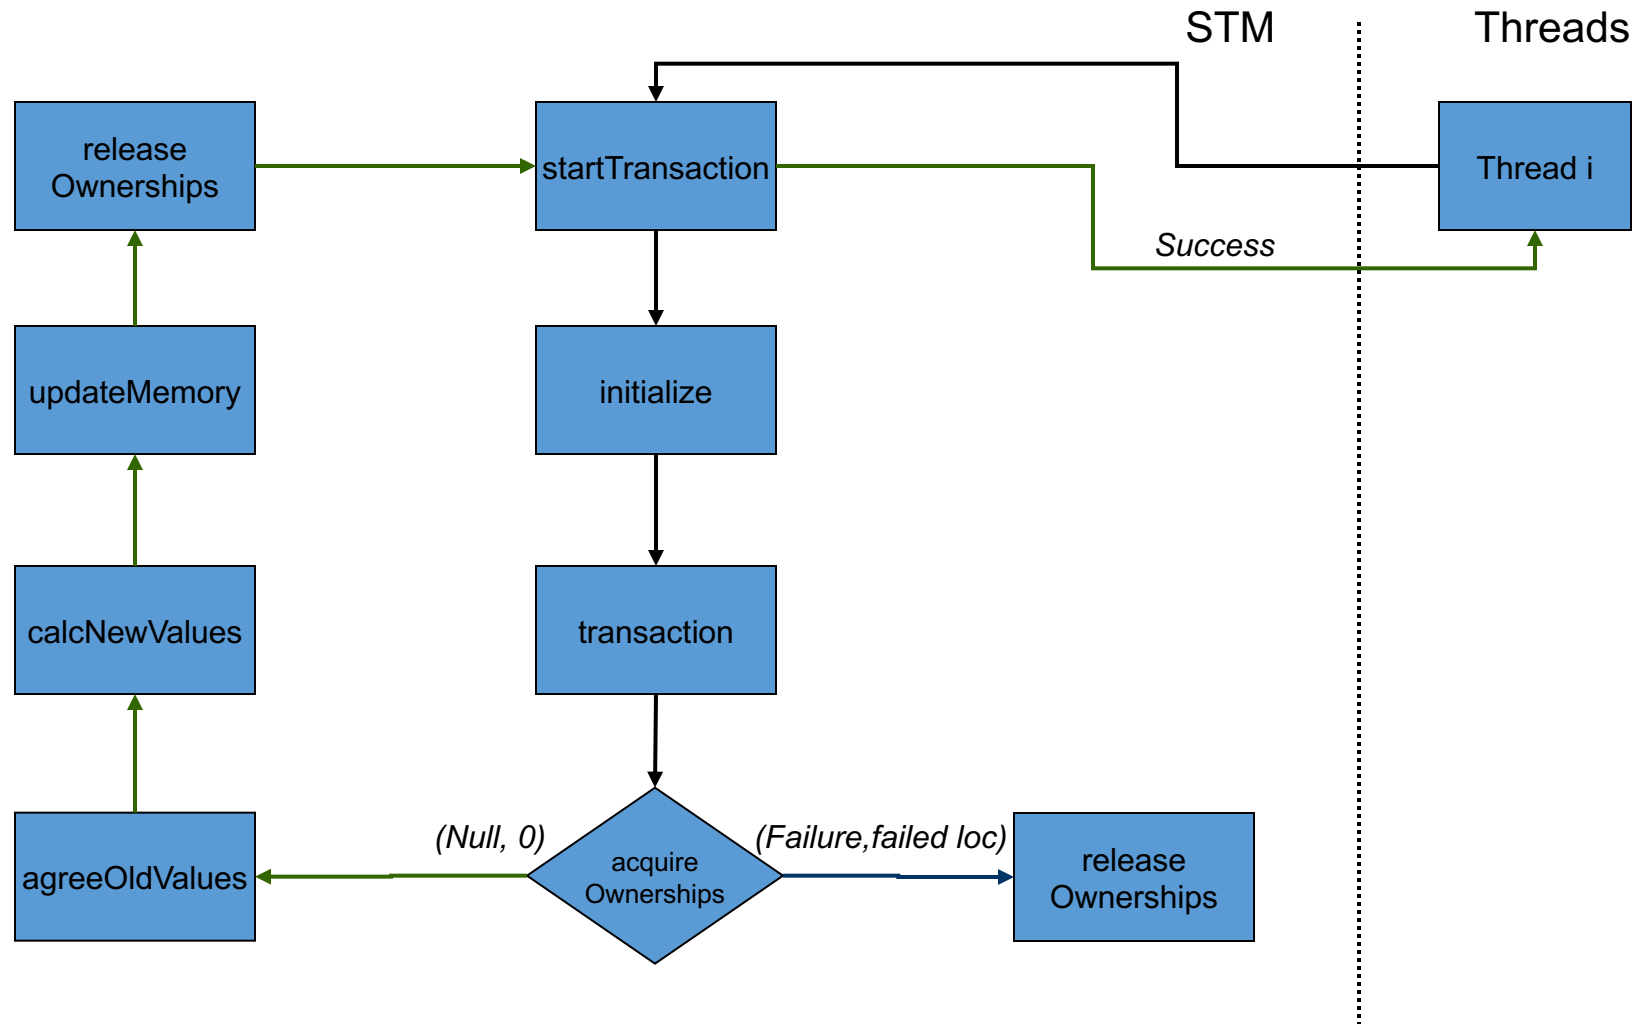 STM
Threads
release
Ownerships
startTransaction
Thread i
Success
updateMemory
initialize
calcNewValues
transaction
(Null, 0)
(Failure,failed loc)
agreeOldValues
acquire
Ownerships
release
Ownerships